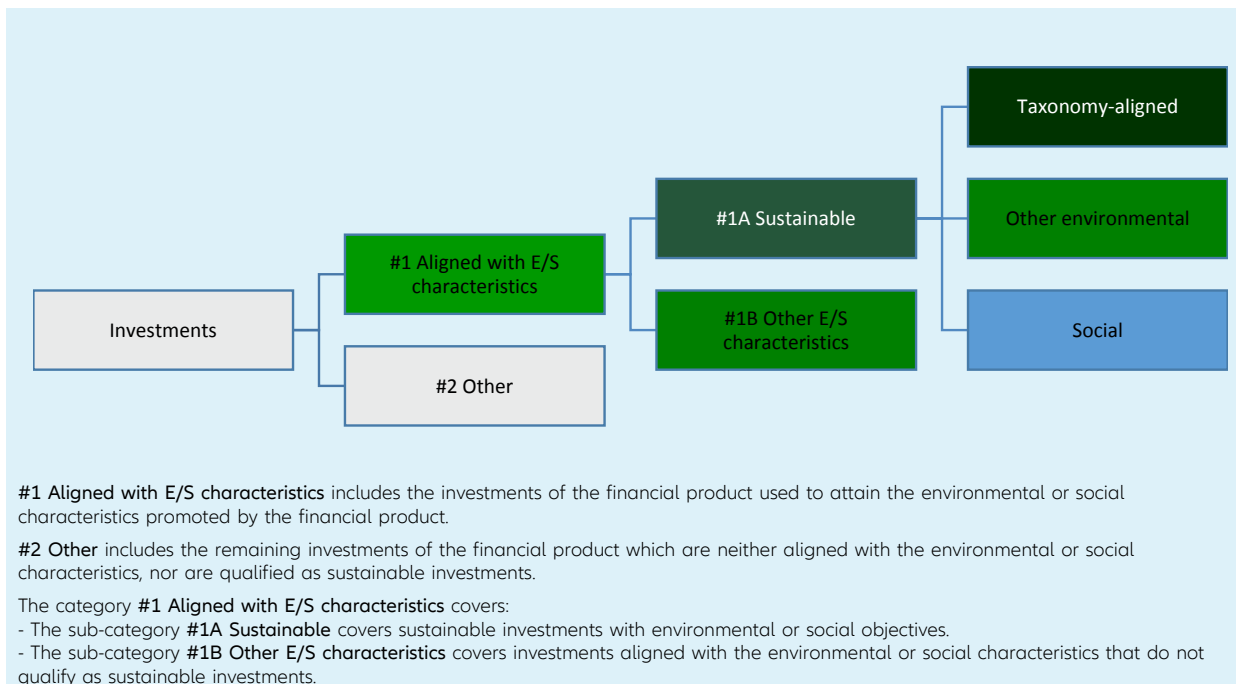 Taxonomy-aligned
#1A Sustainable
Other environmental
#1 Aligned with E/S
characteristics
Investments
#1B Other E/S
characteristics
Social
#2 Other
#1 Aligned with E/S characteristics includes the investments of the financial product used to attain the environmental or social
characteristics promoted by the financial product.
#2 Other includes the remaining investments of the financial product which are neither aligned with the environmental or social
characteristics, nor are qualified as sustainable investments.
The category #1 Aligned with E/S characteristics covers:
- The sub-category #1A Sustainable covers sustainable investments with environmental or social objectives.
- The sub-category #1B Other E/S characteristics covers investments aligned with the environmental or social characteristics that do not
qualify as sustainable investments.